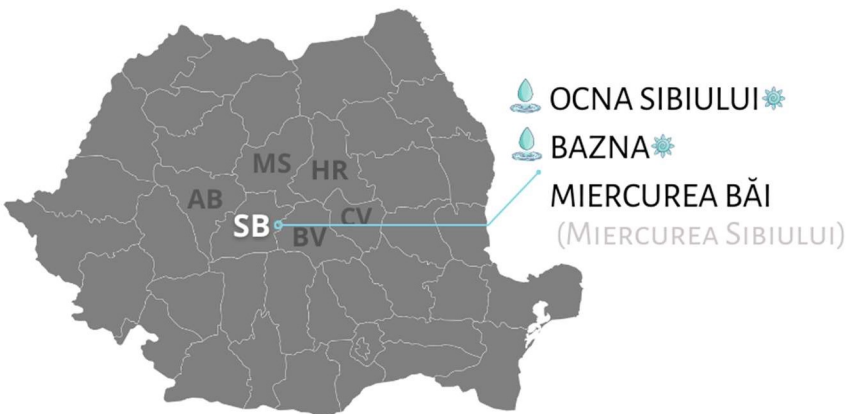 OCNA SIBIULUI
BAZNA
MIERCUREA BĂI
(MIERCUREA SIBIULUI)
MS
HR
AB
SB
CV
BV